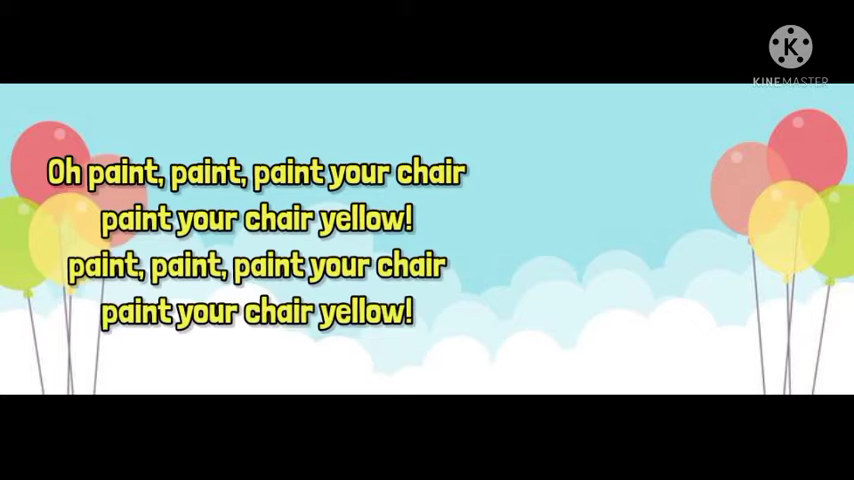 K
KINEMASTER
Oh paint, paint, paint your chair
paint your chair yellow!
paint, paint, paint your chair
paint your chair yellow!